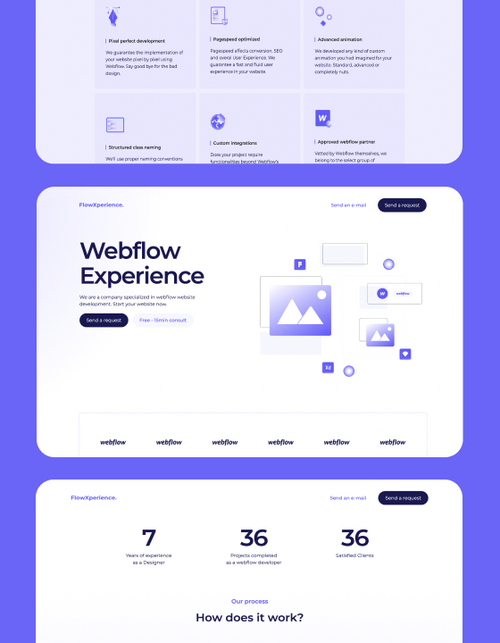 Pixel perfect development
We guarantee this implementation of
your website pixel by pixel using
Webflow. Say good bye for the bad
design.
Pagespeed optimized
Pagespeed affects conversion, SEO
and overall User Experience. We
guarantee a fast and fluid user
experience in your website.
Advanced animation
We developed any kind of custom
animation you had imagined for your
website. Standard, advanced or
completely nuts.
Structured class naming
We'll use proper naming conventions
Custom integrations
Does your project require
functionalities beyond Webflow's
Approved webflow partner
Vetted by Webflow themselves, we
belong to the select group of
FlowXperience.
Send an e-mail
Send a request
Webflow
Experience
We are a company specialized in webflow website
development. Start your website now.
Send a request
Free - 15min consult
webflow
webflow
webflow
webflow
webflow
webflow
webflow
FlowXperience.
Send an e-mail
Send a request
7
Years of experience
as a Designer
36
Projects completed
as a webflow developer
36
Satisfied Clients
Our process
How does it work?